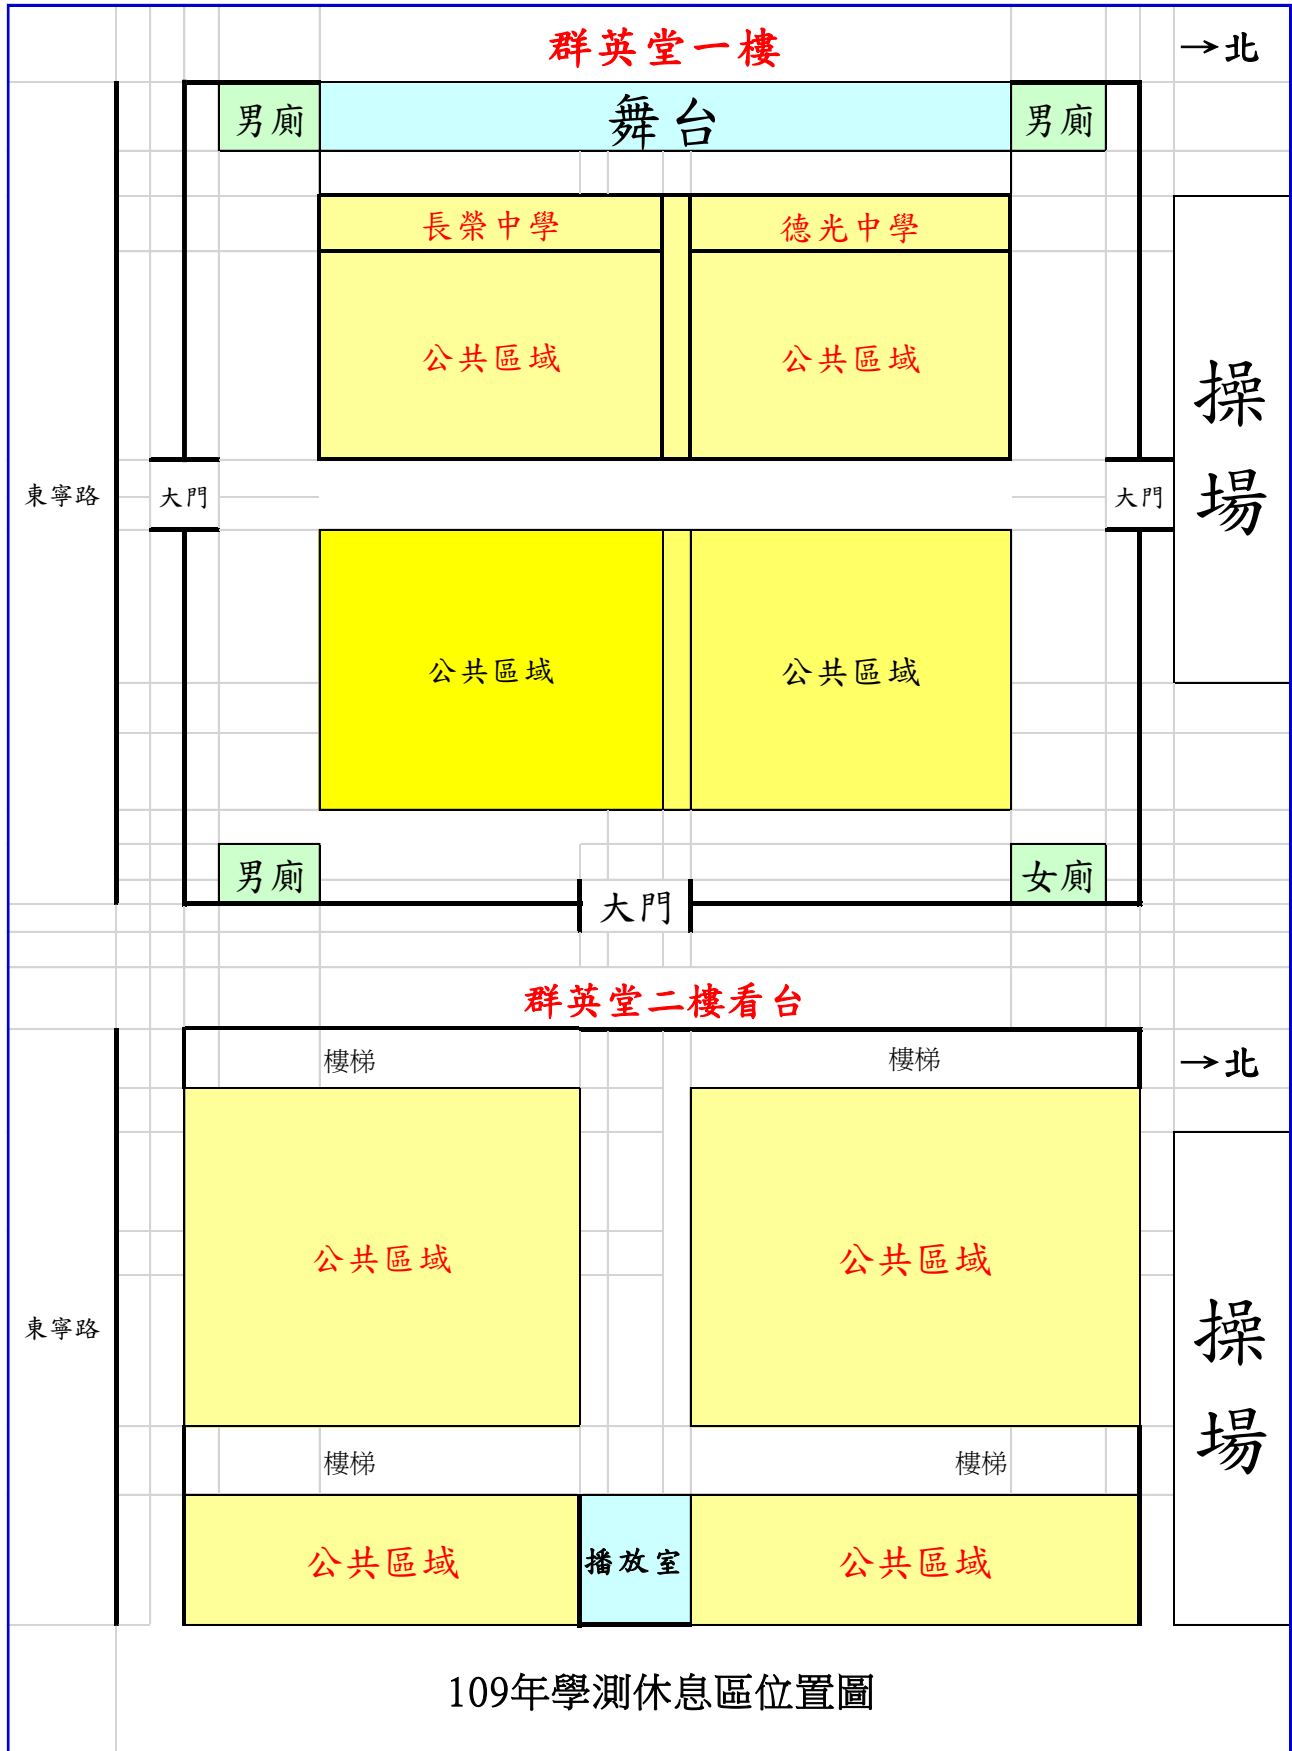 群英堂一樓
→北
男廁
舞台
男廁
長榮中學
德光中學
公共區域
公共區域
操場
東寧路
大門
大門
公共區域
公共區域
男廁
女廁
大門
群英堂二樓看台
樓梯
樓梯
→北
公共區域
公共區域
東寧路
操場
樓梯
樓梯
公共區域
播放室
公共區域
109年學測休息區位置圖